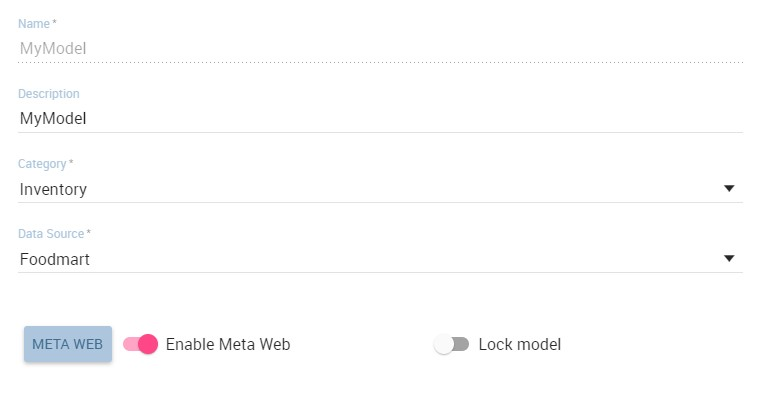 Name*
MyModel
Description
MyModel
Category*
Inventory
Data Source*
Foodmart
META WEB Enable Meta Web Lock model